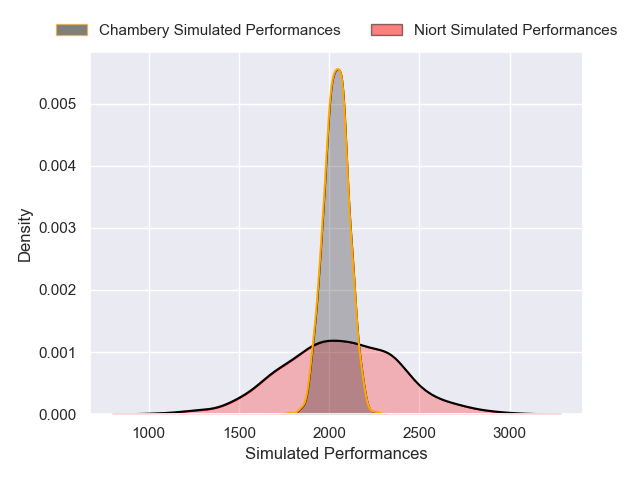 Chambery Simulated Performances
Niort Simulated Performances
Density
0.005
0.004
0.003
0.002
0.001
0.000
1000
1500
2000
2500
3000
Simulated Performances